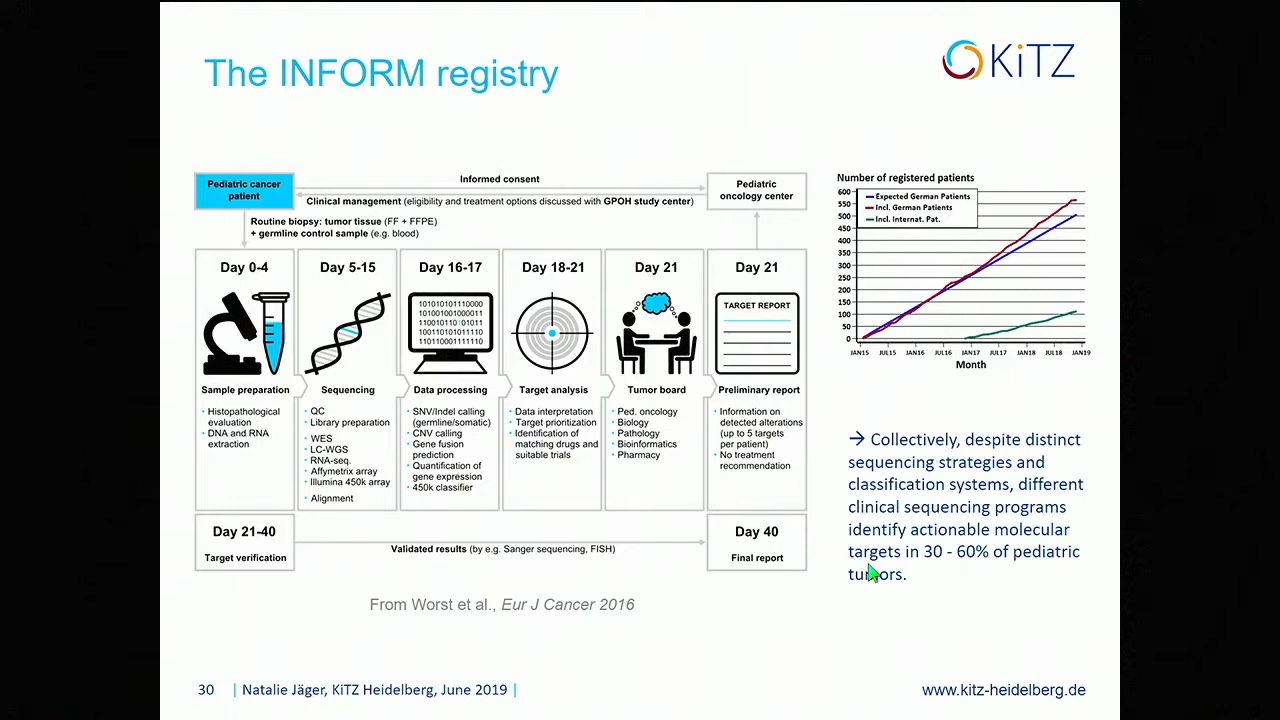 The INFORM registry
KiTZ
Pediatric cancer
patient
Informed consent
Clinical management (eligibility and treatment options discussed with GPOH study center)
Pediatric
oncology center
Routine biopsy: tumor tissue (FF + FFPE)
+ germline control sample (e.g. blood)
Day 0-4
Day 5-15
Day 16-17
Day 18-21
Day 21
Day 21
101010101110000
101001001000011
110010110101001
100110101011110
110110001111110
TARGET REPORT
Sample preparation
Sequencing
Data processing
Target analysis
Tumor board
Preliminary report
• Histopathological
evaluation
• DNA and RNA
extraction
• QC
• Library preparation
• WES
• LC-WGS
• RNA-seq.
• Affymetrix array
• Illumina 450k array
• Alignment
• SNV/Indel calling
(germline/somatic)
• CNV calling
• Gene fusion
prediction
• Quantification of
gene expression
• 450k classifier
• Data interpretation
• Target prioritization
• Identification of
matching drugs and
suitable trials
• Ped. oncology
• Biology
• Pathology
• Bioinformatics
• Pharmacy
• Information on
detected alterations
(up to 5 targets
per patient)
• No treatment
recommendation
Day 21-40
Target verification
Validated results (by e.g. Sanger sequencing, FISH)
Day 40
Final report
From Worst et al., Eur J Cancer 2016
Number of registered patients
600
550
500
450
400
350
300
250
200
150
100
50
0
Expected German Patients
Incl. German Patients
Incl. Internat. Pat.
JAN15 JUL15 JAN16 JUL16 JAN17 JUL17 JAN18 JUL18 JAN19
Month
→ Collectively, despite distinct
sequencing strategies and
classification systems, different
clinical sequencing programs
identify actionable molecular
targets in 30 - 60% of pediatric
tumors.
30 | Natalie Jäger, KiTZ Heidelberg, June 2019 |
www.kitz-heidelberg.de